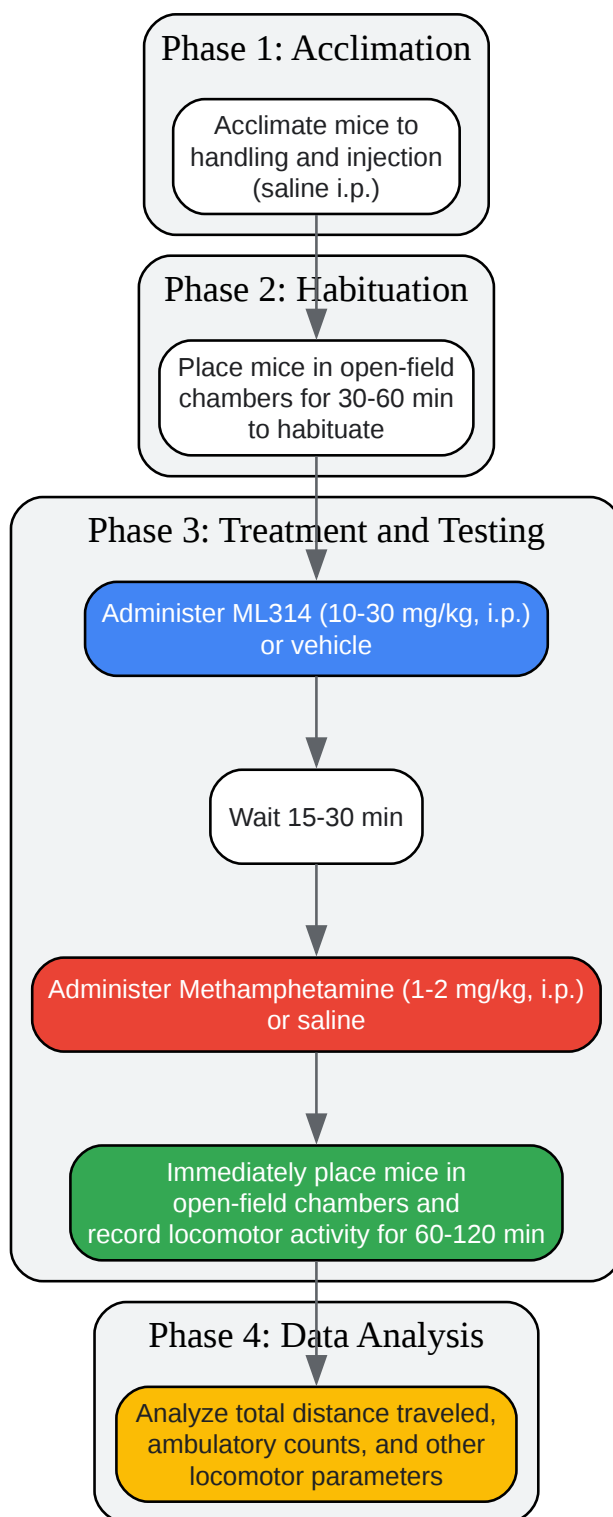 Phase 1: Acclimation
Acclimate mice to
handling and injection
(saline i.p.)
Phase 2: Habituation
Place mice in open-field
chambers for 30-60 min
to habituate
Phase 3: Treatment and Testing
Administer ML314 (10-30 mg/kg, i.p.)
or vehicle
Wait 15-30 min
Administer Methamphetamine (1-2 mg/kg, i.p.)
or saline
Immediately place mice in
open-field chambers and
record locomotor activity for 60-120 min
Phase 4: Data Analysis
Analyze total distance traveled,
ambulatory counts, and other
locomotor parameters